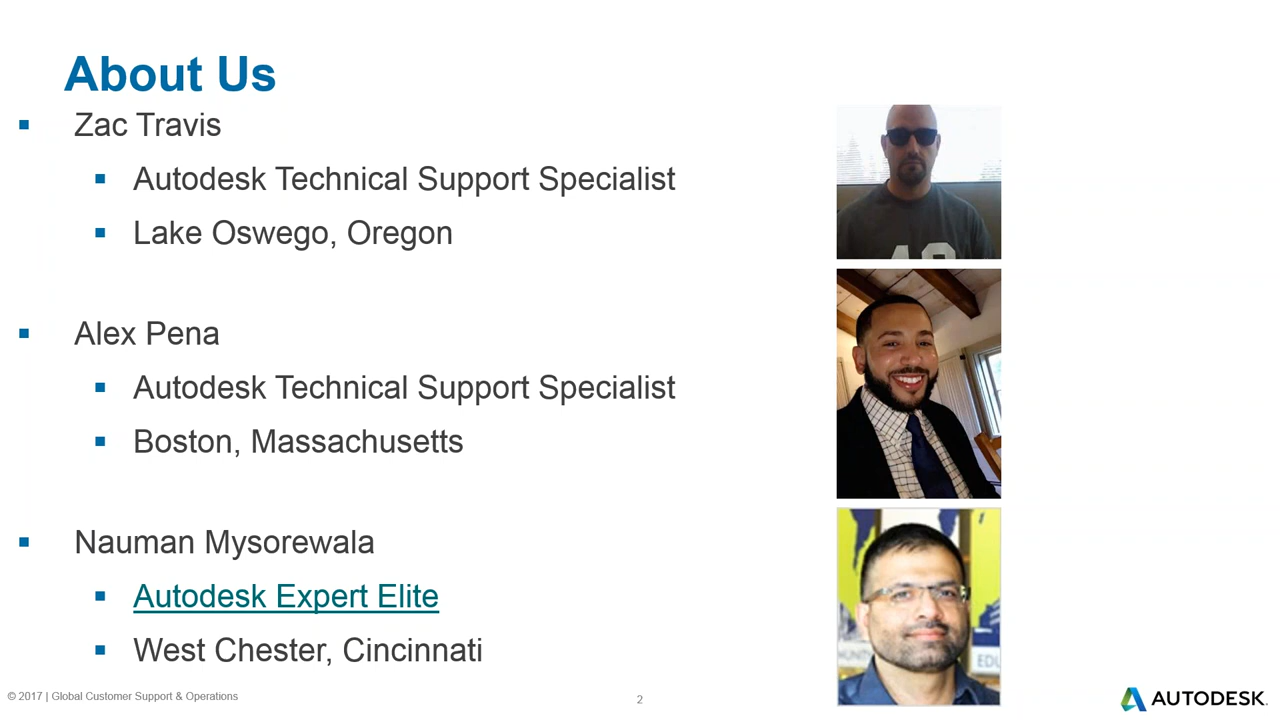 About Us
▪ Zac Travis
▪ Autodesk Technical Support Specialist
▪ Lake Oswego, Oregon
▪ Alex Pena
▪ Autodesk Technical Support Specialist
▪ Boston, Massachusetts
▪ Nauman Mysorewala
▪ Autodesk Expert Elite
▪ West Chester, Cincinnati
© 2017 | Global Customer Support & Operations
2
AUTODESK.